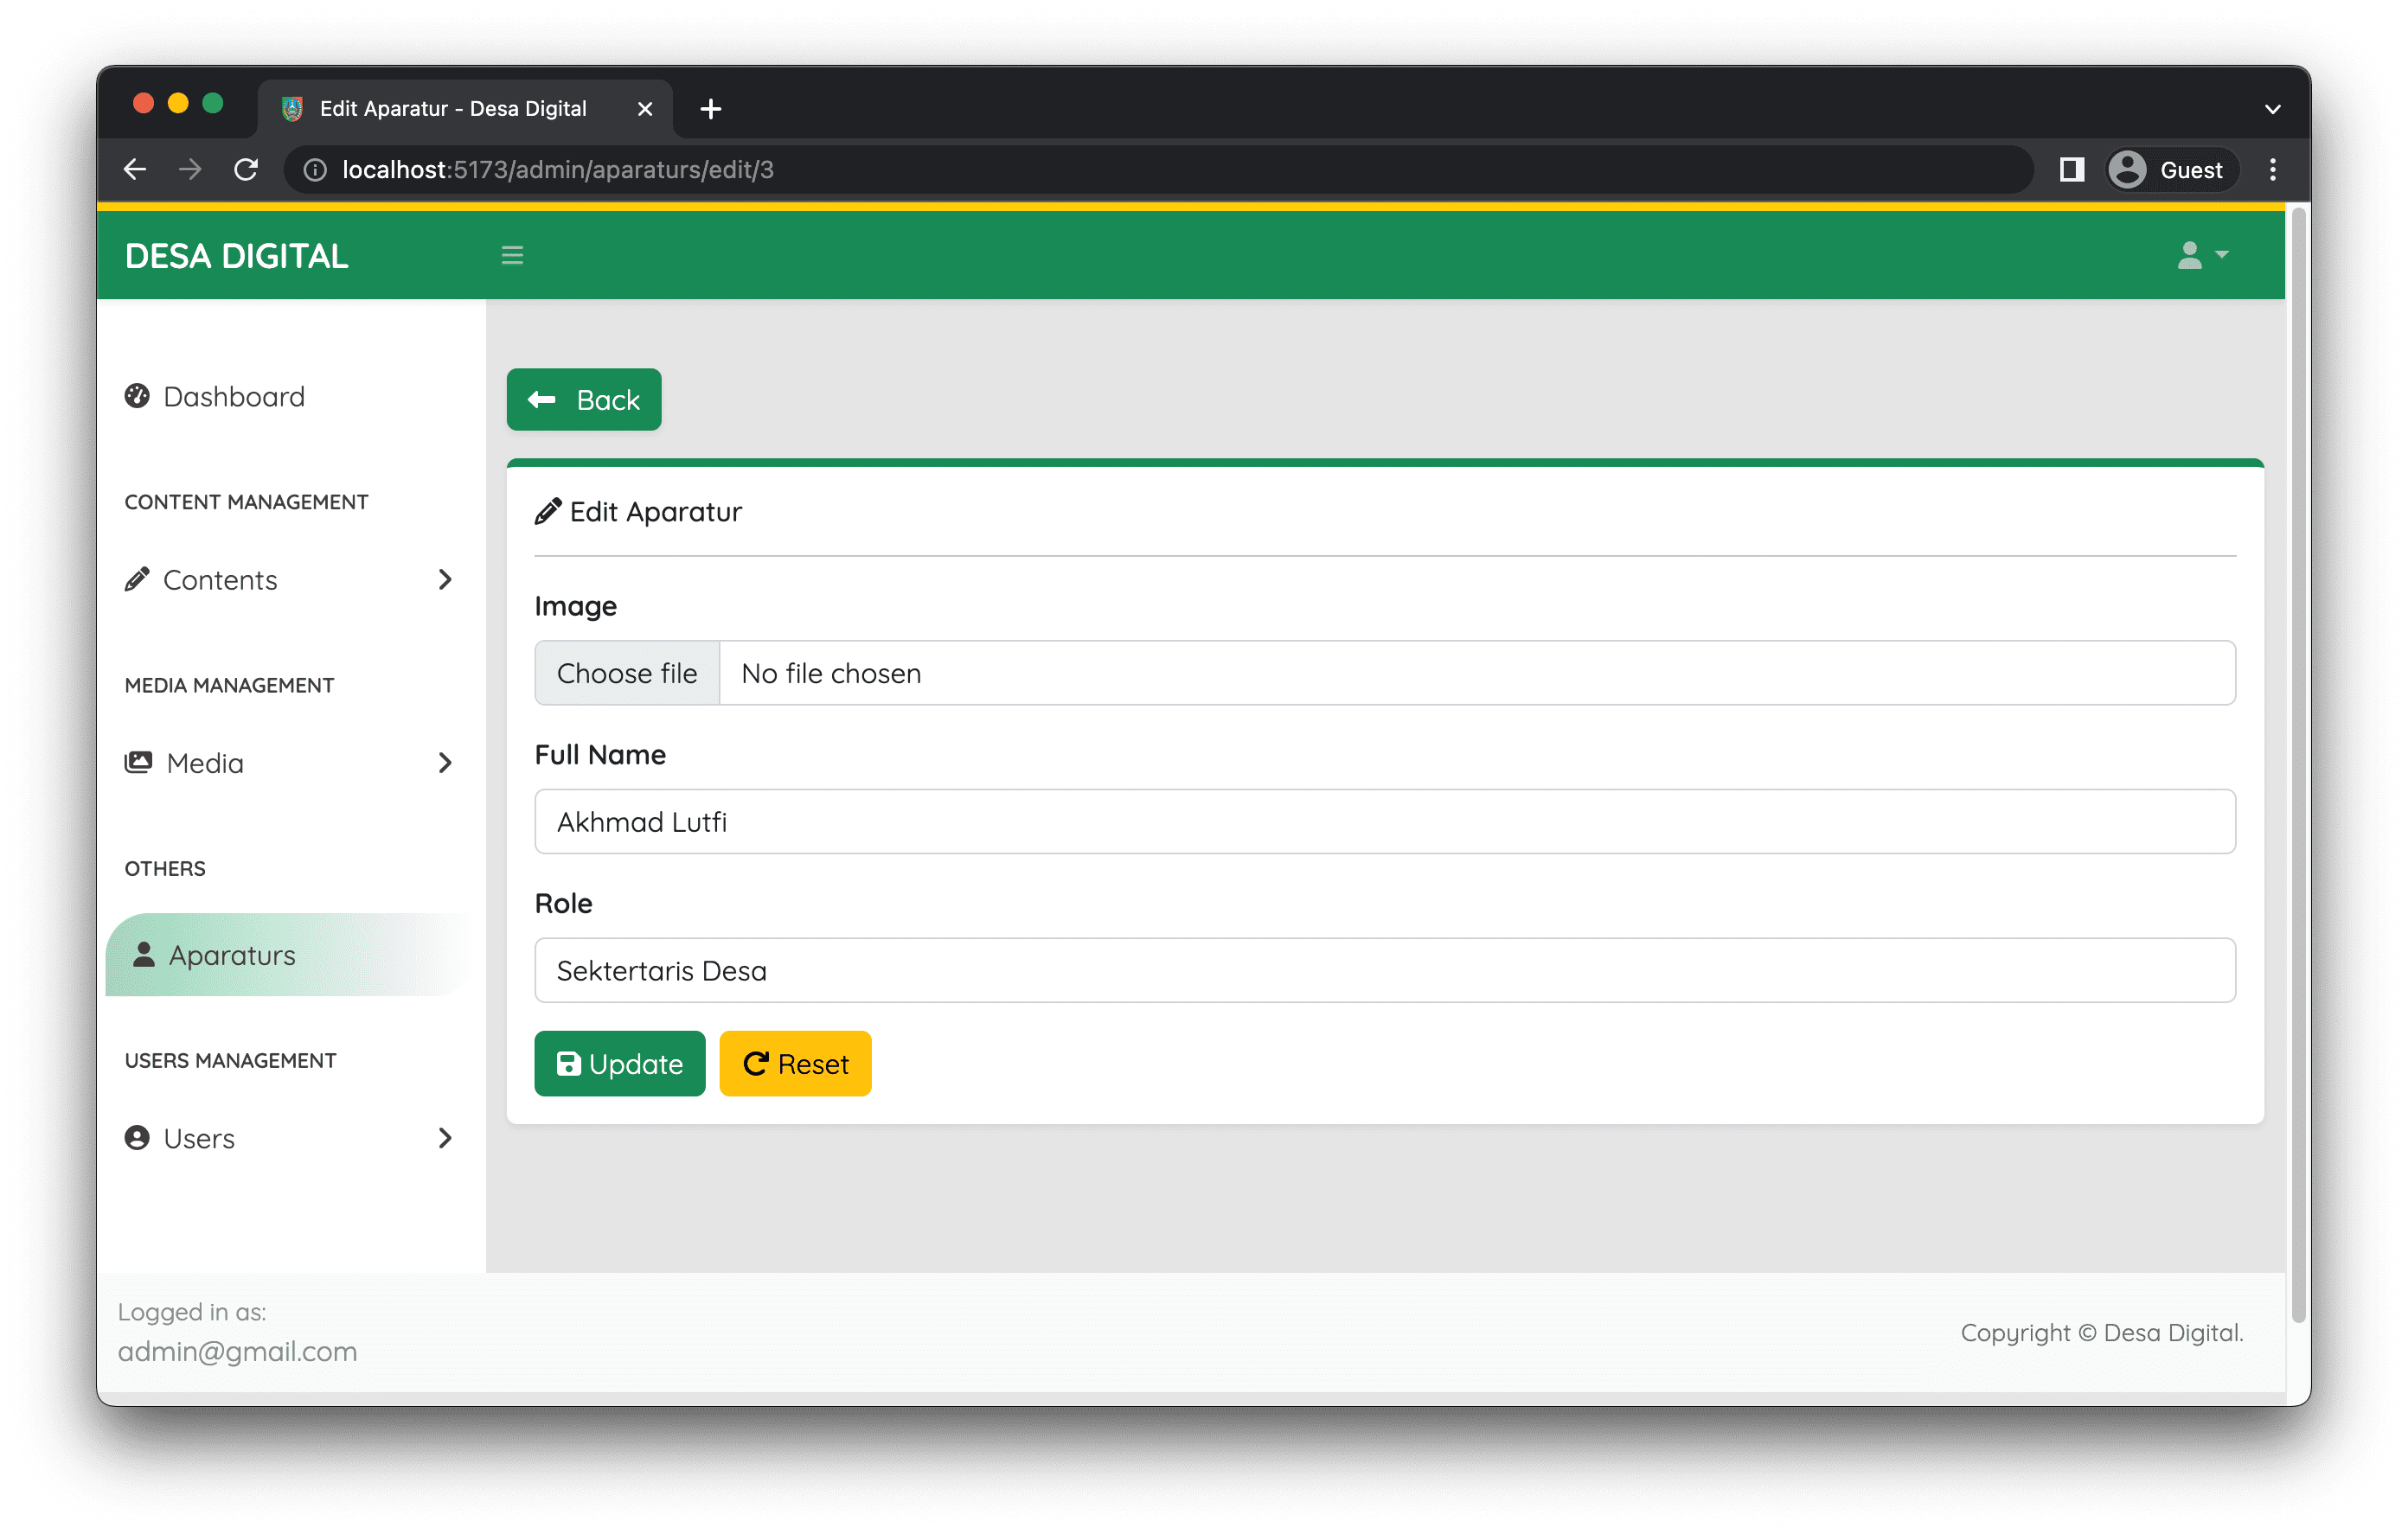 Edit Aparatur - Desa Digital
localhost:5173/admin/aparaturs/edit/3
Guest
DESA DIGITAL
Dashboard
CONTENT MANAGEMENT
Contents
MEDIA MANAGEMENT
Media
OTHERS
Aparaturs
USERS MANAGEMENT
Users
Back
Edit Aparatur
Image
Choose file No file chosen
Full Name
Akhmad Lutfi
Role
Sektertaris Desa
Update Reset
Logged in as:
admin@gmail.com
Copyright © Desa Digital.